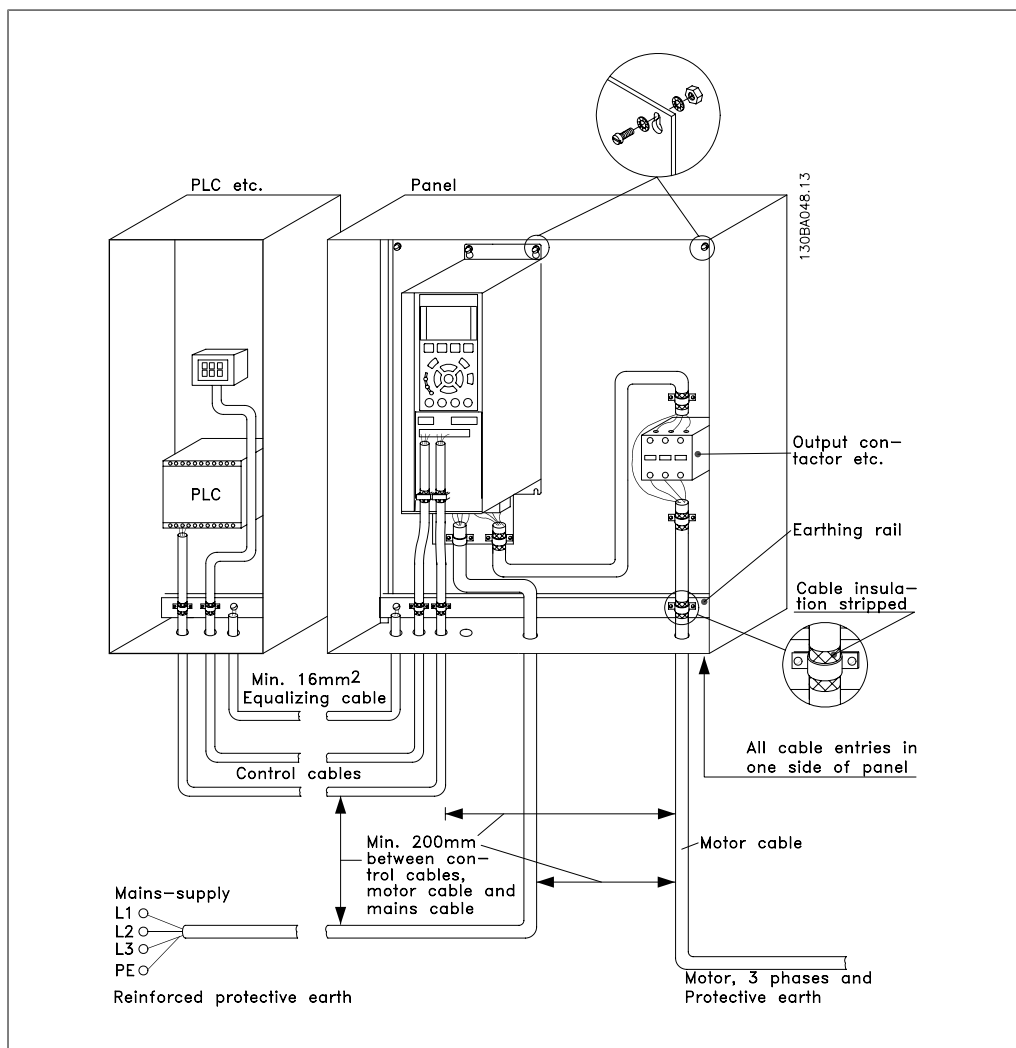 PLC etc.
Panel
130BA048.13
PLC
Output con-
tactor etc.
Earthing rail
Cable insula-
tion stripped
Min. 16mm2
Equalizing cable
All cable entries in
one side of panel
Control cables
Min. 200mm
between con-
trol cables,
motor cable and
mains cable
Motor cable
Mains-supply
L1
L2
L3
PE
Reinforced protective earth
Motor, 3 phases and
Protective earth